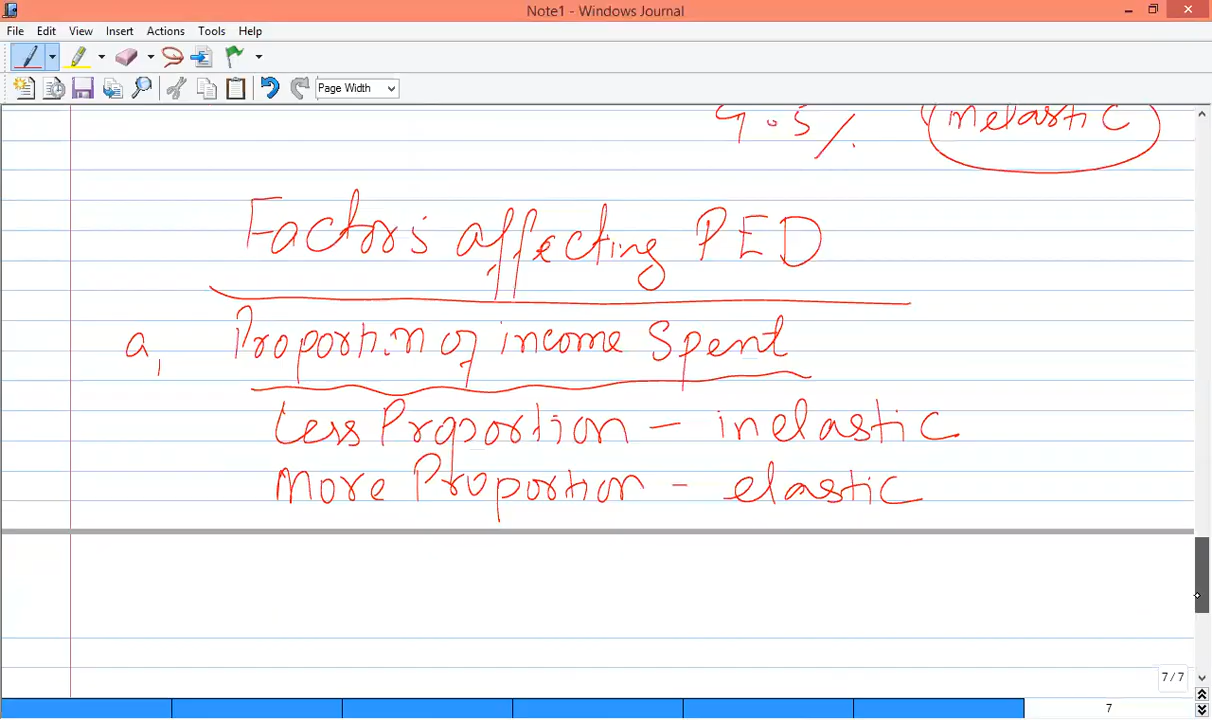 Note1 - Windows Journal
File Edit View Insert Actions Tools Help
Page Width
9.5%. inelastic
Factors affecting PED
a, Proportion of income Spent
Less Proportion - inelastic
More Proportion - elastic
7 / 7
7